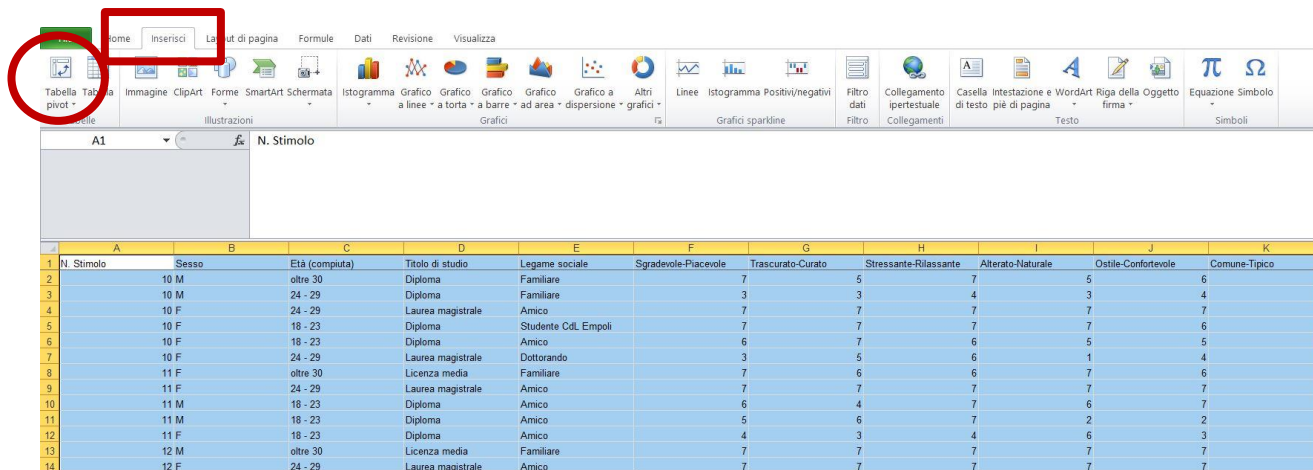 Home Inserisci Layout di pagina Formule Dati Revisione Visualizza
Tabella pivot Tabella Immagine ClipArt Forme SmartArt Schermata Istogramma Grafico a linee Grafico a torta Grafico a barre Grafico ad area Grafico a dispersione Altri grafici Linee Istogramma Positivi/negativi Filtro dati Collegamento ipertestuale Casella di testo Intestazione e piè di pagina WordArt Riga della firma Oggetto Equazione Simbolo
Tabelle Illustrazioni Grafici Grafici sparkline Filtro Collegamenti Testo Simboli
A1 fx N. Stimolo
A B C D E F G H I J K
1 N. Stimolo Sesso Età (compiuta) Titolo di studio Legame sociale Sgradevole-Piacevole Trascurato-Curato Stressante-Rilassante Alterato-Naturale Ostile-Confortevole Comune-Tipico
2 10 M oltre 30 Diploma Familiare 7 5 7 5 6
3 10 M 24 - 29 Diploma Familiare 3 3 4 3 4
4 10 F 24 - 29 Laurea magistrale Amico 7 7 7 7 7
5 10 F 18 - 23 Diploma Studente CdL Empoli 7 7 7 7 6
6 10 F 18 - 23 Diploma Amico 6 7 6 5 5
7 10 F 24 - 29 Laurea magistrale Dottorando 3 5 6 1 4
8 11 F oltre 30 Licenza media Familiare 7 6 6 7 6
9 11 F 24 - 29 Laurea magistrale Amico 7 7 7 7 7
10 11 M 18 - 23 Diploma Amico 6 4 7 6 7
11 11 M 18 - 23 Diploma Amico 5 6 7 2 2
12 11 F 18 - 23 Diploma Amico 4 3 4 6 3
13 12 M oltre 30 Licenza media Familiare 7 7 7 7 7
14 12 F 24 - 29 Laurea magistrale Amico 7 7 7 7 7